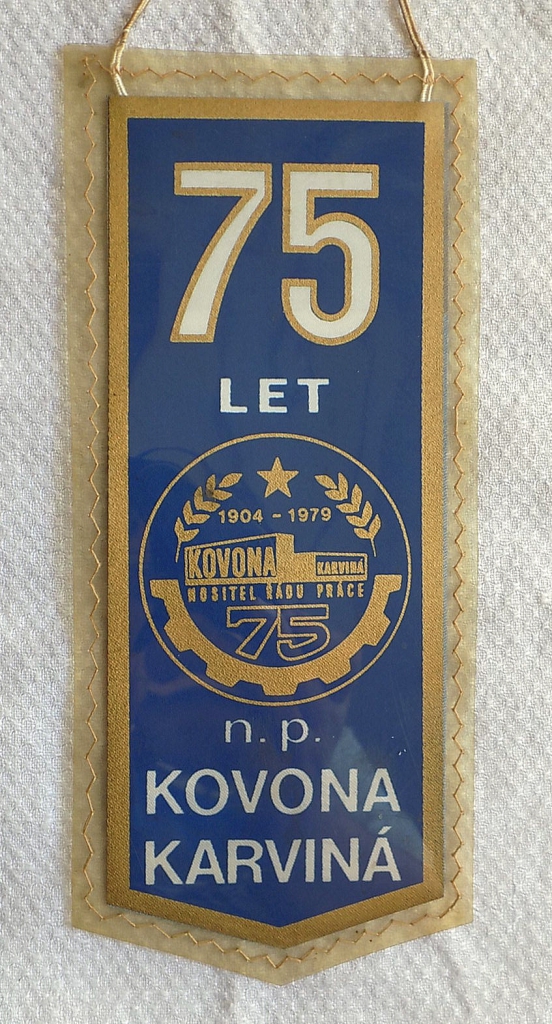 75
LET
1904 - 1979
KOVONA KARVINÁ
NOSITEL ŘÁDU PRÁCE
75
n. p.
KOVONA
KARVINÁ